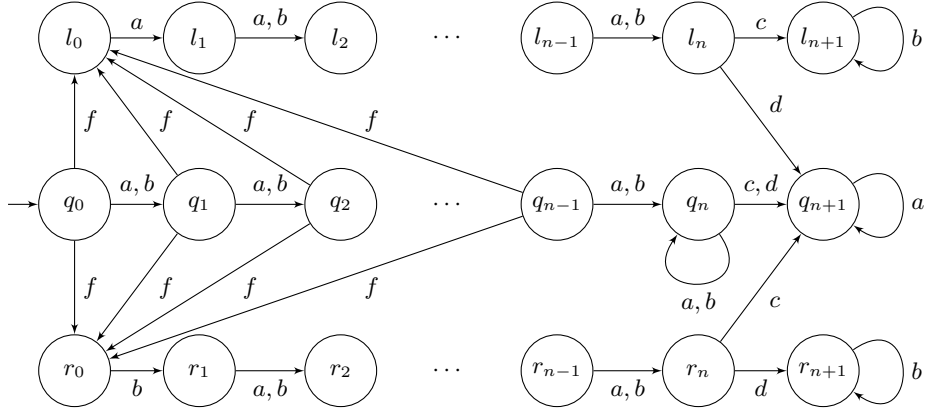 l₀ a l₁ a, b l₂ ⋯ lₙ₋₁ a, b lₙ c lₙ₊₁ b
f f f f d
q₀ a, b q₁ a, b q₂ ⋯ qₙ₋₁ a, b qₙ c, d qₙ₊₁ a
f f f f a, b c
r₀ b r₁ a, b r₂ ⋯ rₙ₋₁ a, b rₙ d rₙ₊₁ b